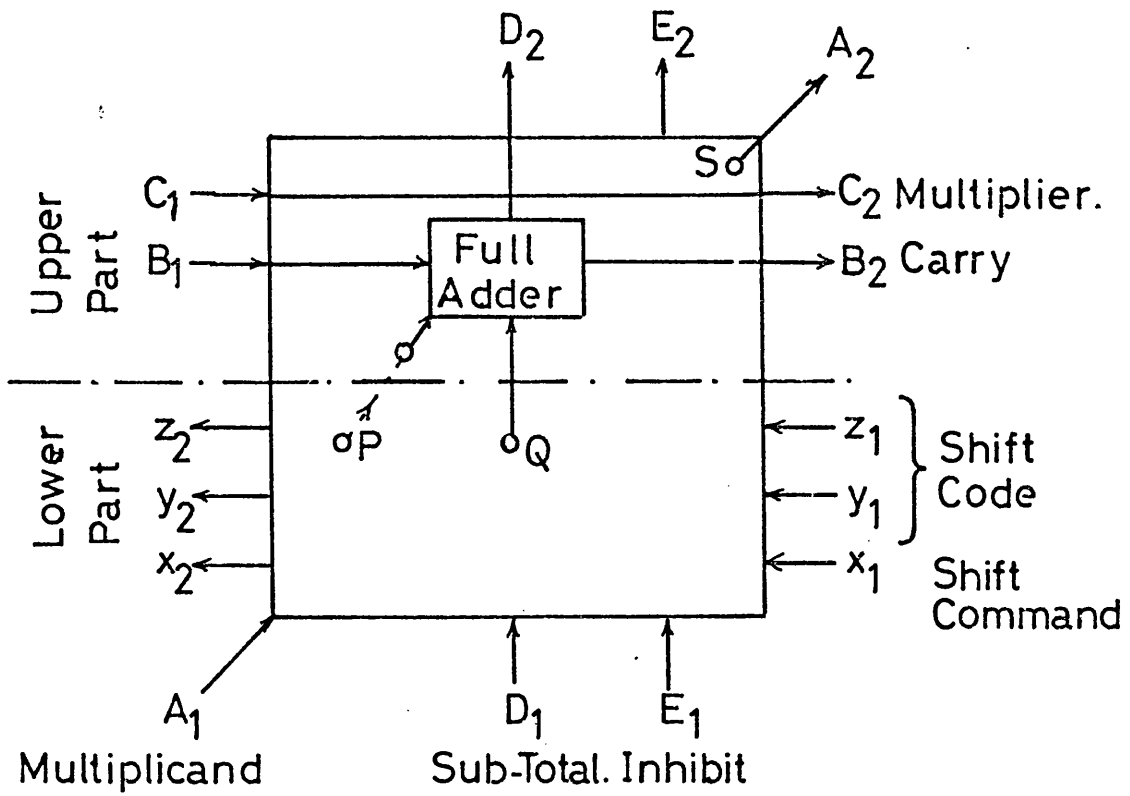 D2
E2
A2
S
C1
C2 Multiplier.
B1
Full
Adder
B2 Carry
Upper
Part
z2
P
Q
z1
Shift
Code
y2
y1
Lower
Part
x2
x1
Shift
Command
A1
D1
E1
Multiplicand
Sub-Total. Inhibit